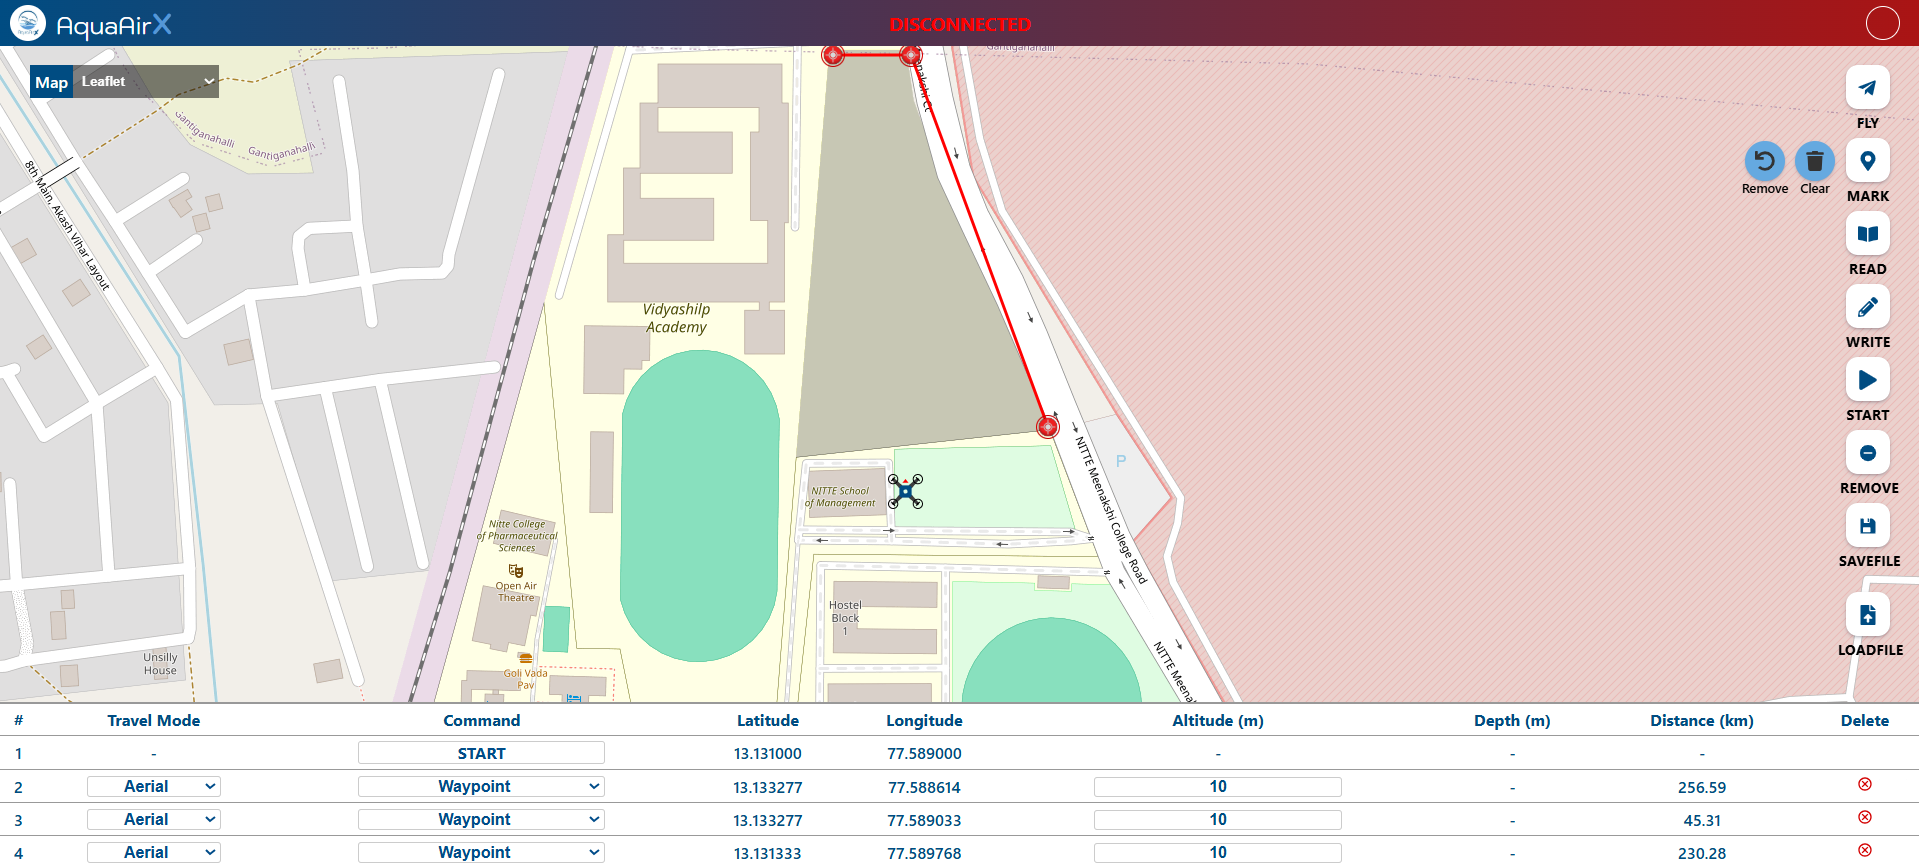 AquaAirX
DISCONNECTED
Map Leaflet
Gantiganahalli
Gantiganahalli
Gantiganahalli
8th Main, Akash Vihar Layout
Vidyashilp
Academy
NITTE School
of Management
Nitte College
of Pharmaceutical
Sciences
Open Air
Theatre
Goli Vada
Pav
Hostel
Block
1
Unsilly
House
P
NITTE Meenakshi College Road
FLY
Remove
Clear
MARK
READ
WRITE
START
REMOVE
SAVEFILE
LOADFILE
# Travel Mode Command Latitude Longitude Altitude (m) Depth (m) Distance (km) Delete
1 - START 13.131000 77.589000 - - -
2 Aerial Waypoint 13.133277 77.588614 10 - 256.59
3 Aerial Waypoint 13.133277 77.589033 10 - 45.31
4 Aerial Waypoint 13.131333 77.589768 10 - 230.28